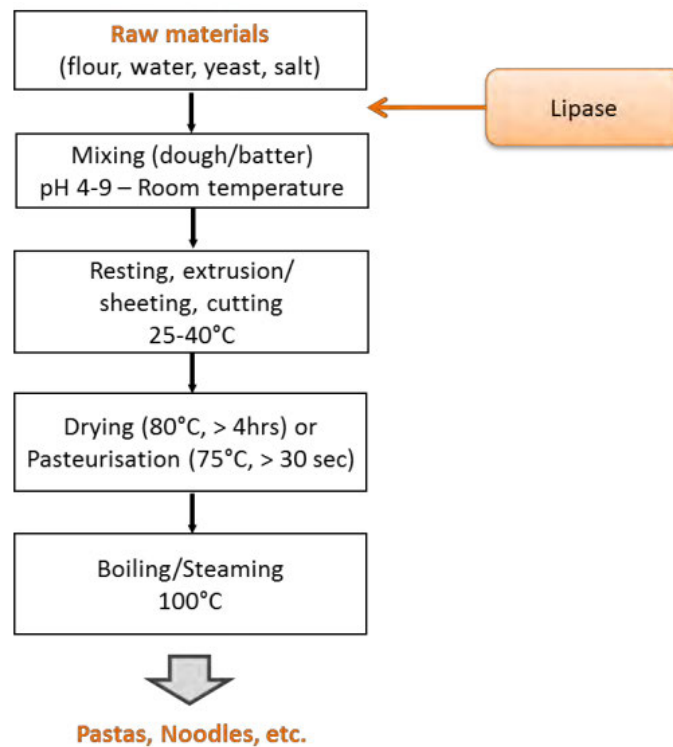 Raw materials
(flour, water, yeast, salt)
Lipase
Mixing (dough/batter)
pH 4-9 – Room temperature
Resting, extrusion/
sheeting, cutting
25-40°C
Drying (80°C, > 4hrs) or
Pasteurisation (75°C, > 30 sec)
Boiling/Steaming
100°C
Pastas, Noodles, etc.